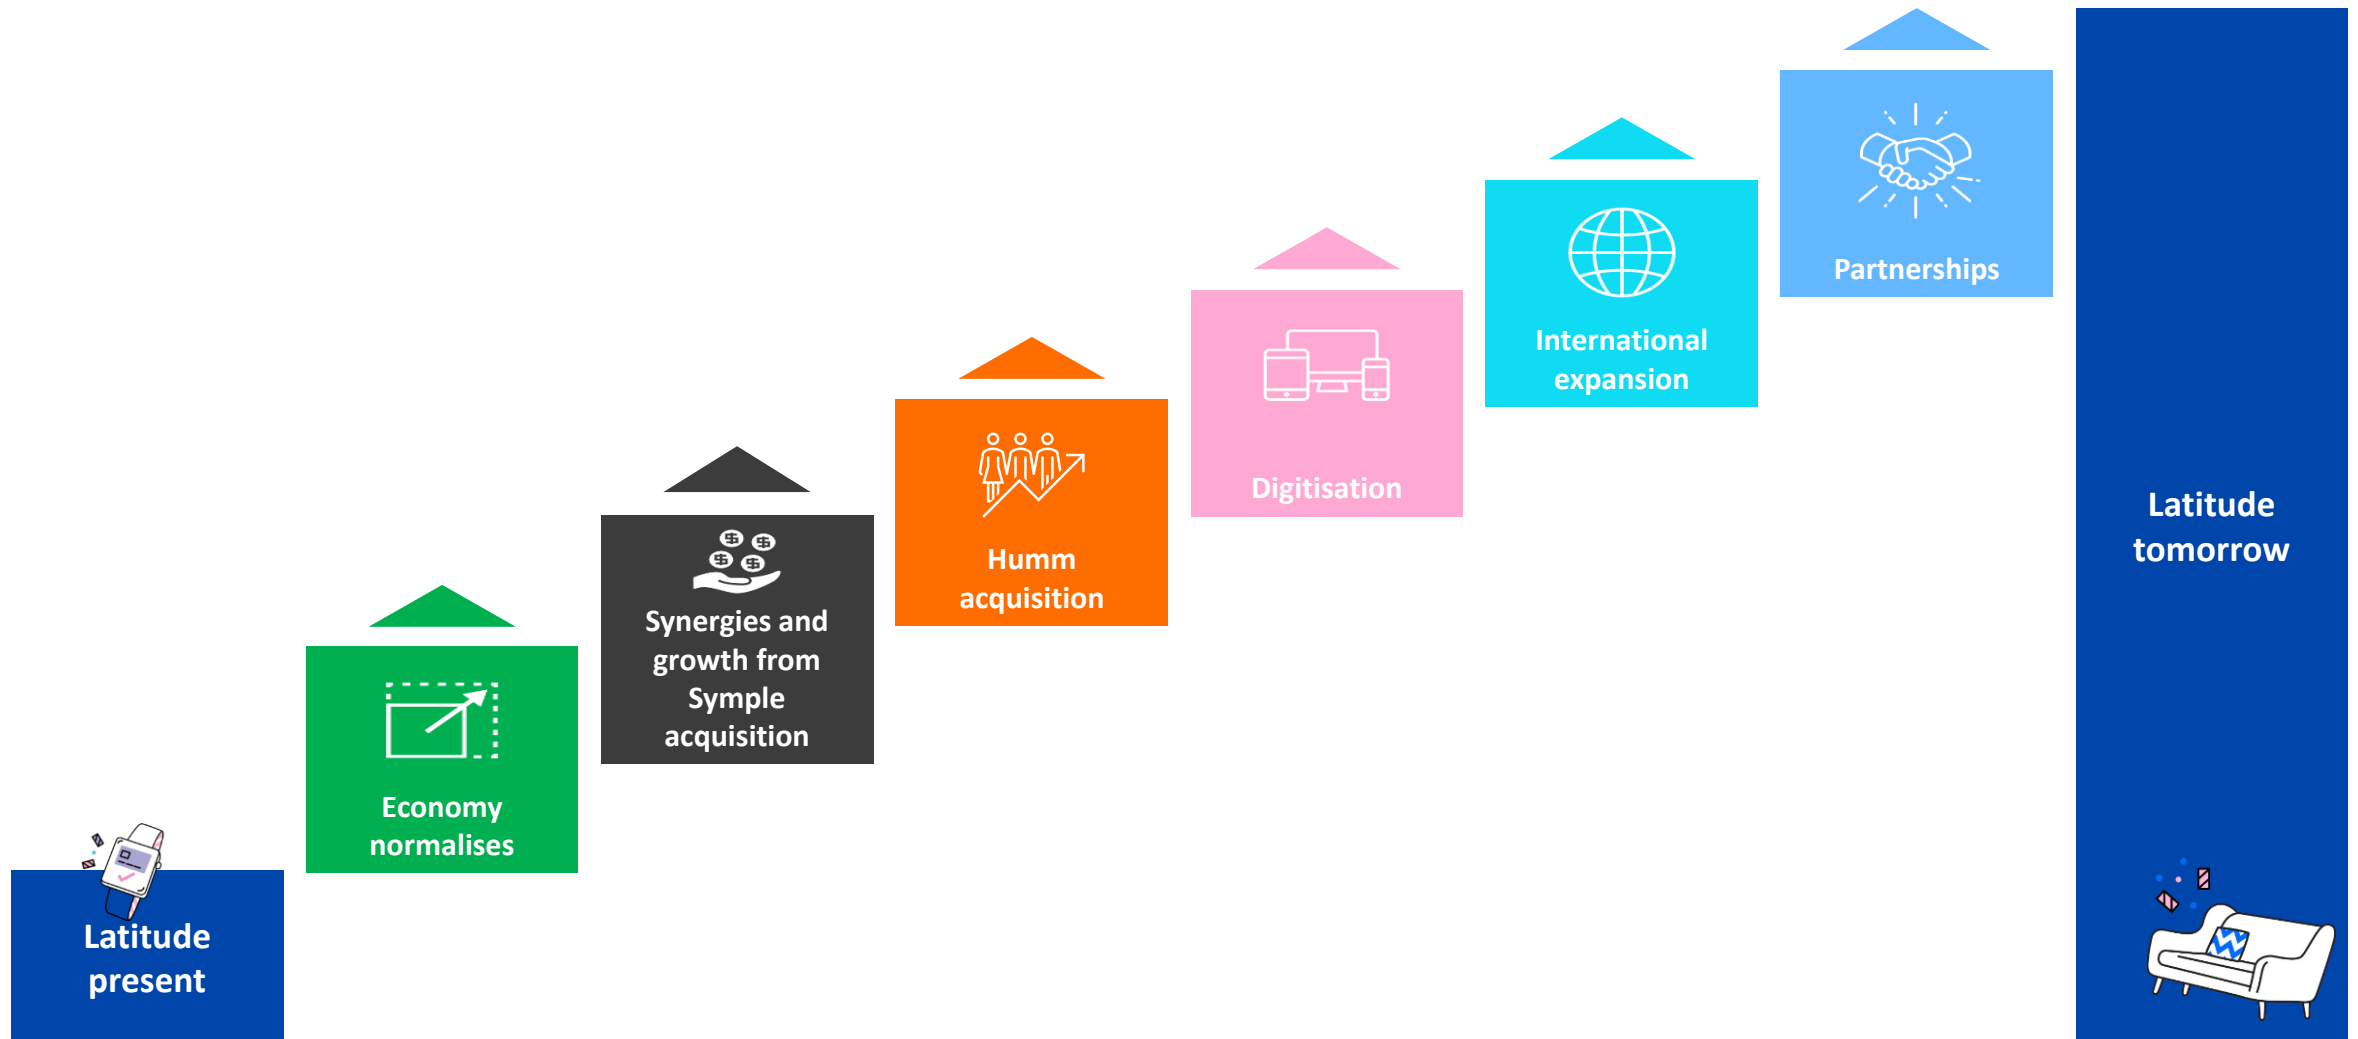 Latitude
present
Economy
normalises
Synergies and
growth from
Symple
acquisition
Humm
acquisition
Digitisation
International
expansion
Partnerships
Latitude
tomorrow